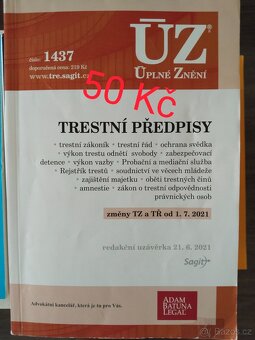 číslo: 1437
doporučená cena: 219 Kč
www.tre.sagit.cz
ÚZ
ÚPLNÉ ZNĚNÍ
50 KČ
TRESTNÍ PŘEDPISY
• trestní zákoník • trestní řád • ochrana svědka
• výkon trestu odnětí svobody • zabezpečovací
detence • výkon vazby • Probační a mediační služba
• Rejstřík trestů • soudnictví ve věcech mládeže
• zajištění majetku • oběti trestných činů
• amnestie • zákon o trestní odpovědnosti
právnických osob
změny TZ a TŘ od 1. 7. 2021
redakční uzávěrka 21. 6. 2021
Sagit
Advokátní kancelář, která je tu pro Vás.
ADAM
BATUNA
LEGAL